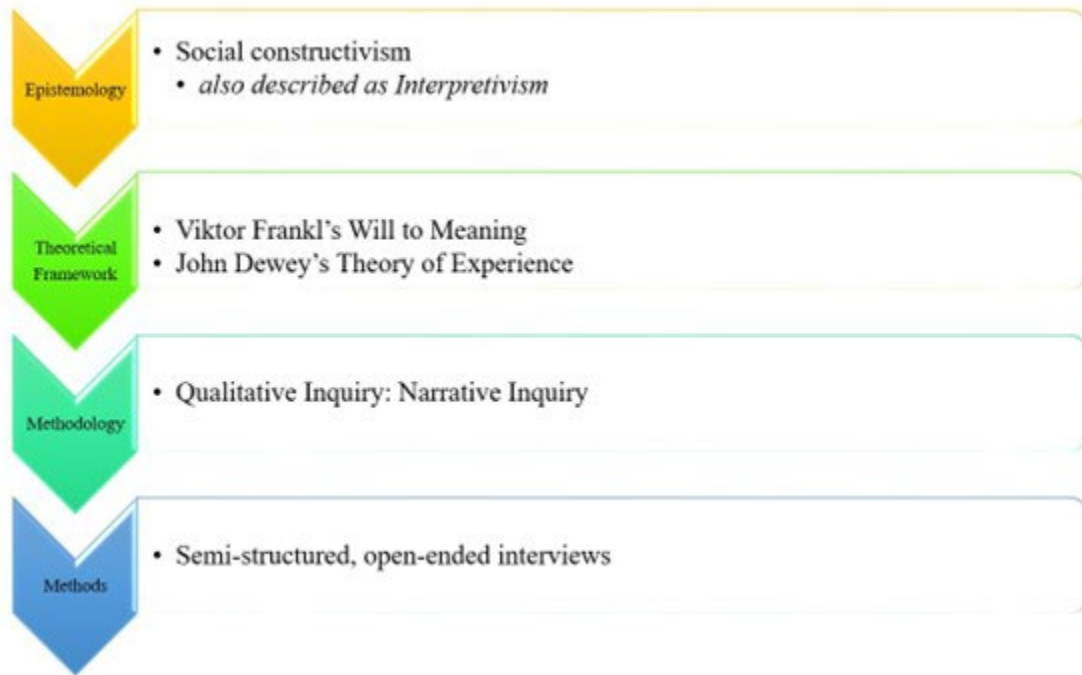 Epistemology
• Social constructivism
• also described as Interpretivism
Theoretical
Framework
• Viktor Frankl’s Will to Meaning
• John Dewey’s Theory of Experience
Methodology
• Qualitative Inquiry: Narrative Inquiry
Methods
• Semi-structured, open-ended interviews